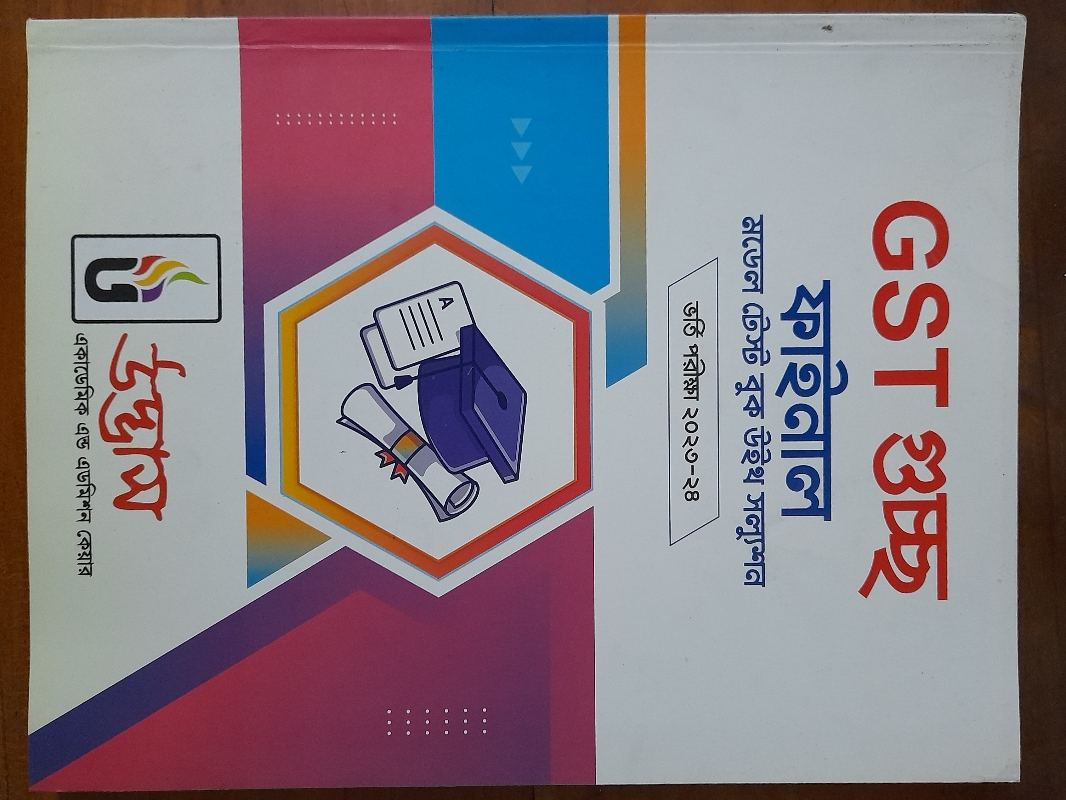 GST গুচ্ছ
ফাইনাল
মডেল টেস্ট বুক উইথ সল্যুশন
ভর্তি পরীক্ষা ২০২৩-২৪
A
উদ্ভাস
একাডেমিক এন্ড এডমিশন কেয়ার